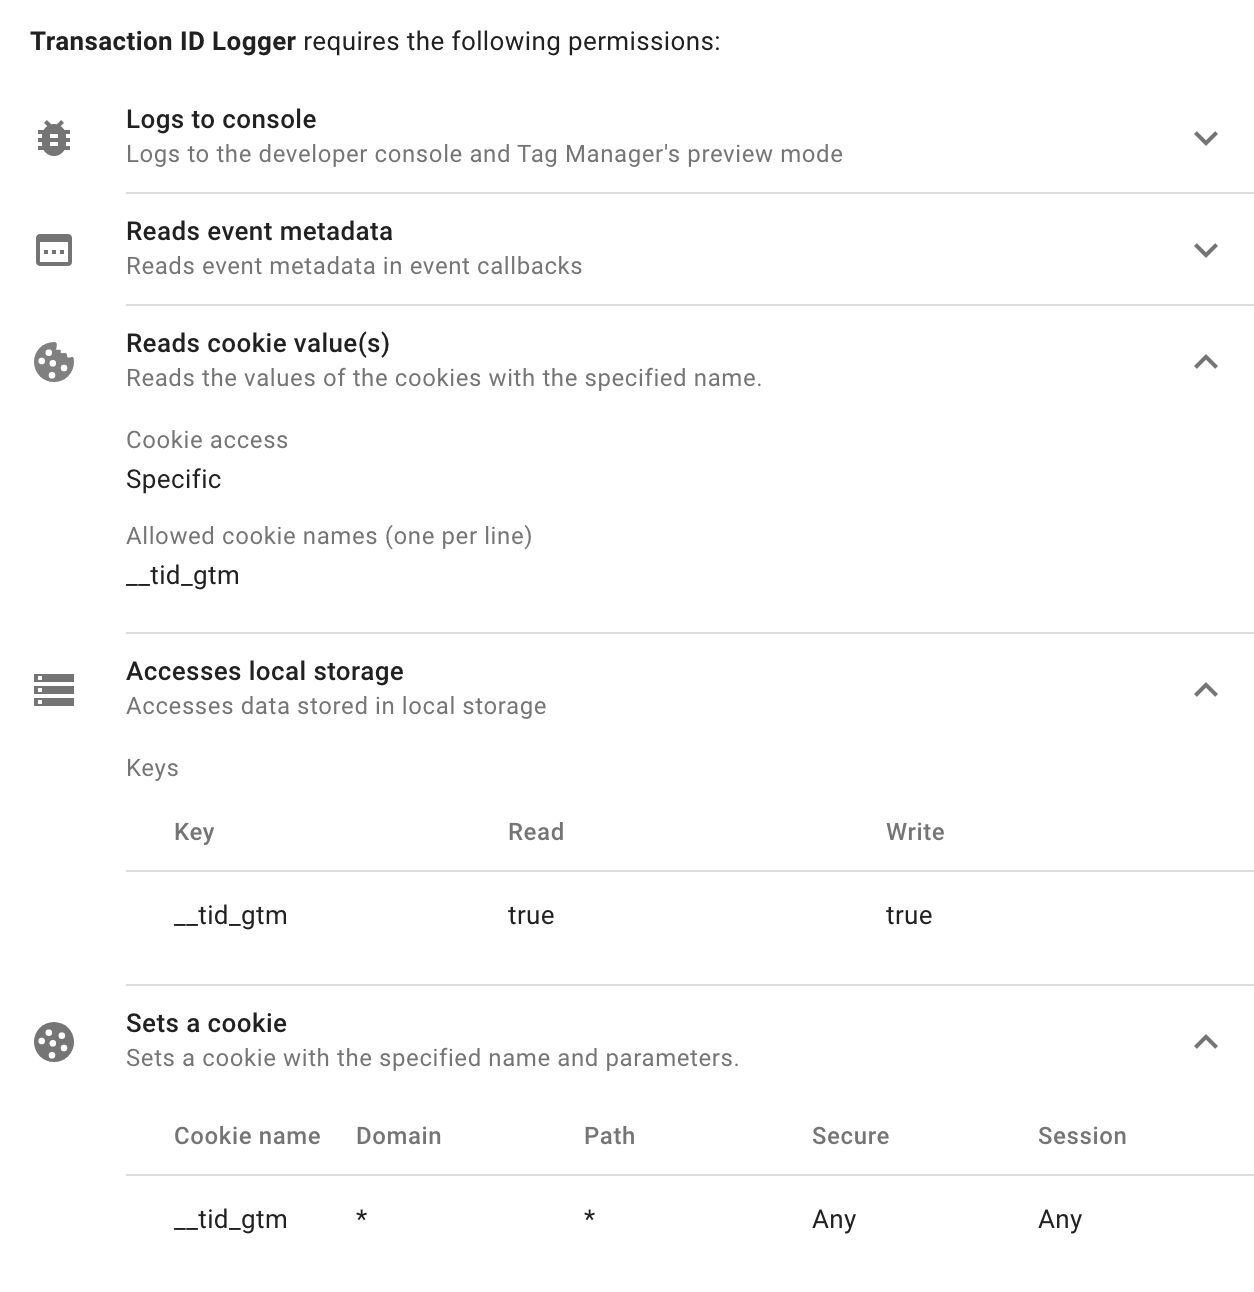 Transaction ID Logger requires the following permissions:
Logs to console
Logs to the developer console and Tag Manager's preview mode
Reads event metadata
Reads event metadata in event callbacks
Reads cookie value(s)
Reads the values of the cookies with the specified name.
Cookie access
Specific
Allowed cookie names (one per line)
__tid_gtm
Accesses local storage
Accesses data stored in local storage
Keys
Key Read Write
__tid_gtm true true
Sets a cookie
Sets a cookie with the specified name and parameters.
Cookie name Domain Path Secure Session
__tid_gtm * * Any Any